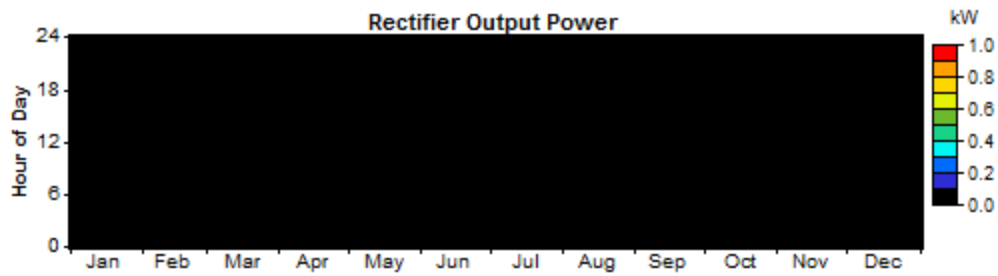 Rectifier Output Power
kW
Hour of Day
24
18
12
6
0
Jan Feb Mar Apr May Jun Jul Aug Sep Oct Nov Dec
1.0
0.8
0.6
0.4
0.2
0.0